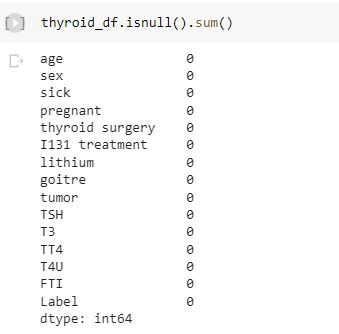 thyroid_df.isnull().sum()
age 0
sex 0
sick 0
pregnant 0
thyroid surgery 0
I131 treatment 0
lithium 0
goitre 0
tumor 0
TSH 0
T3 0
TT4 0
T4U 0
FTI 0
Label 0
dtype: int64